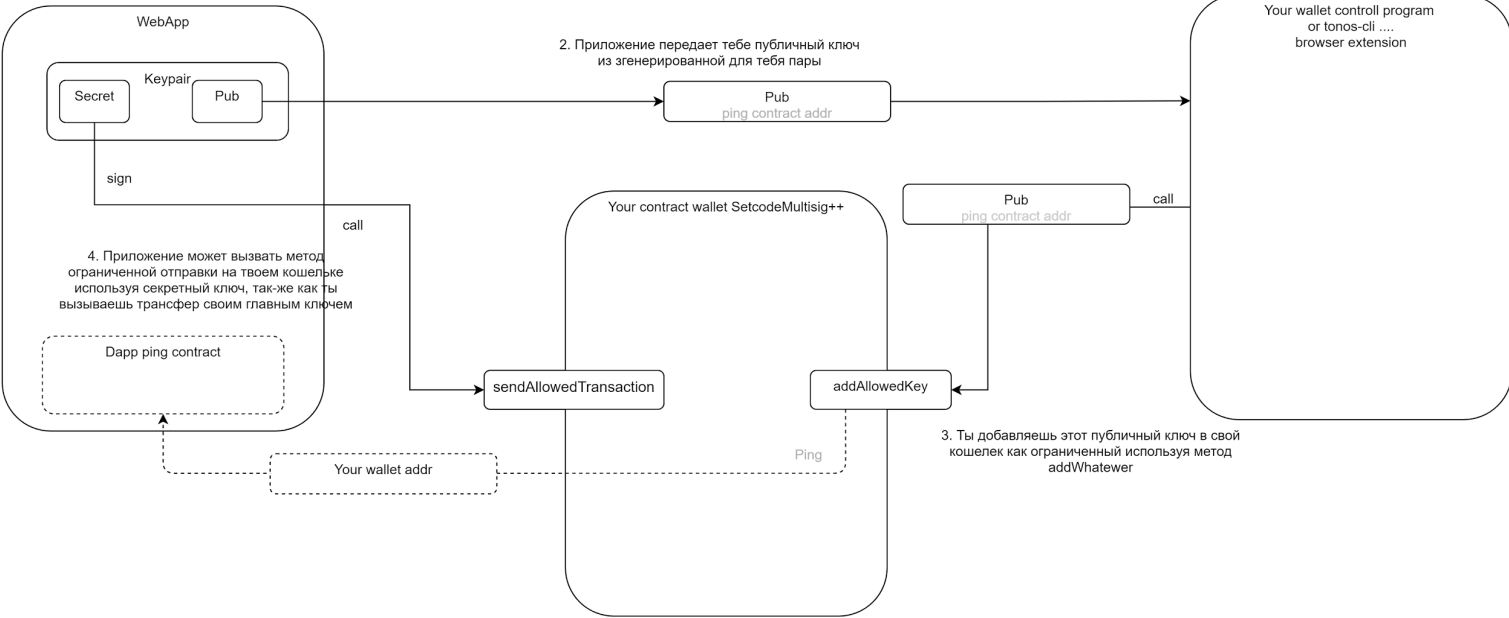 WebApp
Your wallet controll program
or tonos-cli ....
browser extension
2. Приложение передает тебе публичный ключ
из згенерированной для тебя пары
Keypair
Secret
Pub
Pub
ping contract addr
sign
call
Your contract wallet SetcodeMultisig++
Pub
ping contract addr
call
4. Приложение может вызвать метод
ограниченной отправки на твоем кошельке
используя секретный ключ, так-же как ты
вызываешь трансфер своим главным ключем
Dapp ping contract
sendAllowedTransaction
addAllowedKey
3. Ты добавляешь этот публичный ключ в свой
кошелек как ограниченный используя метод
addWhatewer
Ping
Your wallet addr